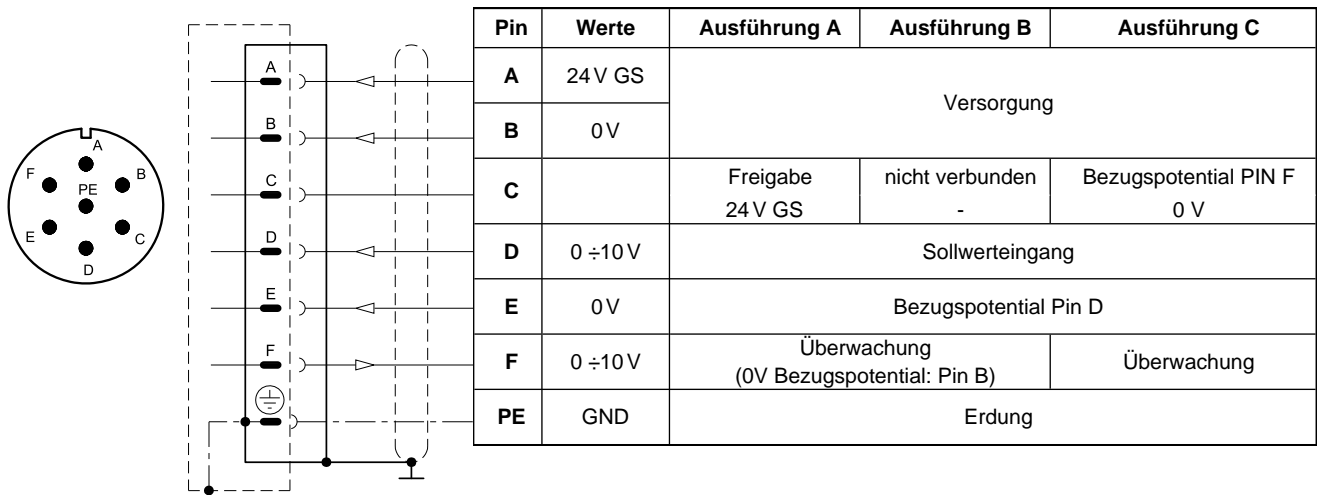 A
B
C
D
E
F
PE
A
B
C
D
E
F
Pin Werte Ausführung A Ausführung B Ausführung C
A 24 V GS Versorgung
B 0 V
C Freigabe nicht verbunden Bezugspotential PIN F
24 V GS - 0 V
D 0 ÷10 V Sollwerteingang
E 0 V Bezugspotential Pin D
F 0 ÷10 V Überwachung
(0V Bezugspotential: Pin B) Überwachung
PE GND Erdung